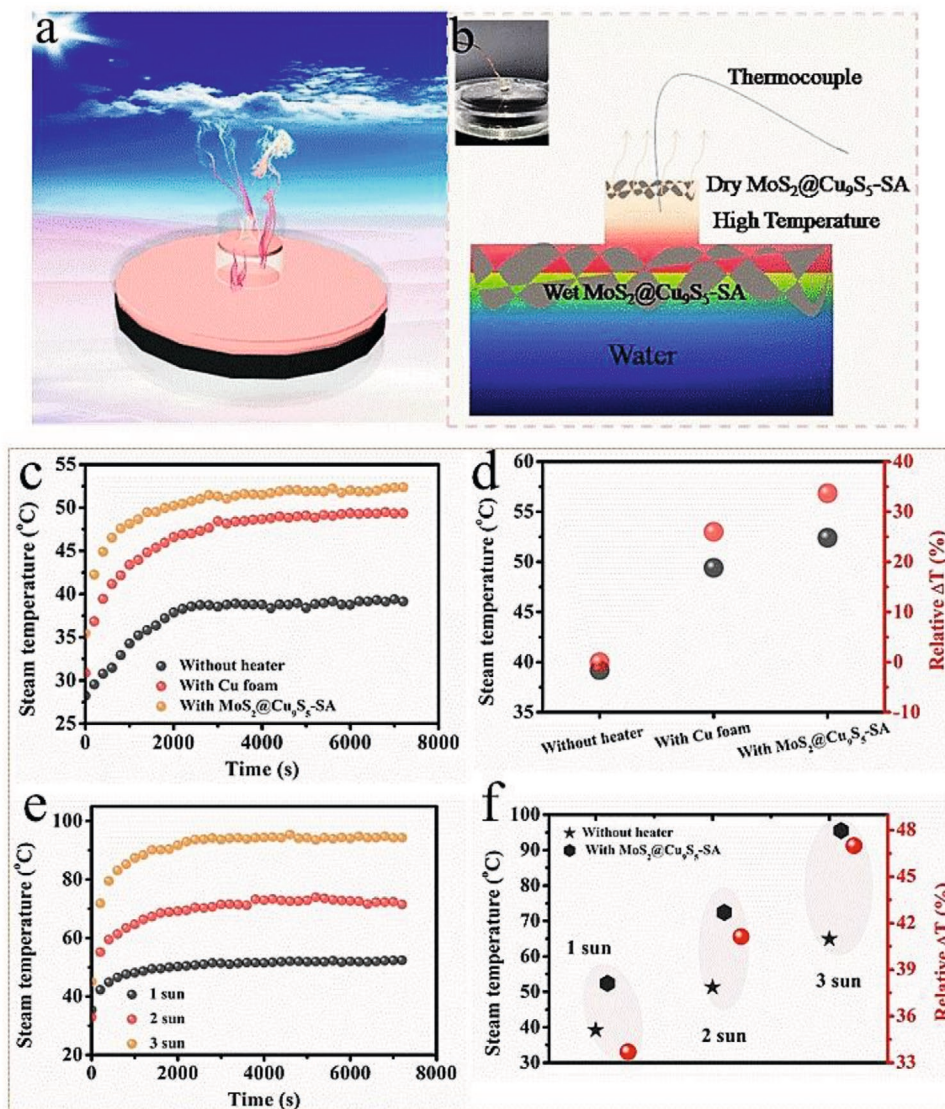 a
b
Thermocouple
Dry MoS₂@Cu₉S₅-SA
High Temperature
Wet MoS₂@Cu₉S₅-SA
Water
c
Steam temperature (°C)
55
50
45
40
35
30
25
Without heater
With Cu foam
With MoS₂@Cu₉S₅-SA
0 2000 4000 6000 8000
Time (s)
d
Steam temperature (°C)
60
55
50
45
40
35
40
30
20
10
0
-10
Relative ΔT (%)
Without heater
With Cu foam
With MoS₂@Cu₉S₅-SA
e
Steam temperature (°C)
100
80
60
40
20
1 sun
2 sun
3 sun
0 2000 4000 6000 8000
Time (s)
f
Steam temperature (°C)
100
90
80
70
60
50
40
30
Without heater
With MoS₂@Cu₉S₅-SA
1 sun
2 sun
3 sun
48
45
42
39
36
33
Relative ΔT (%)